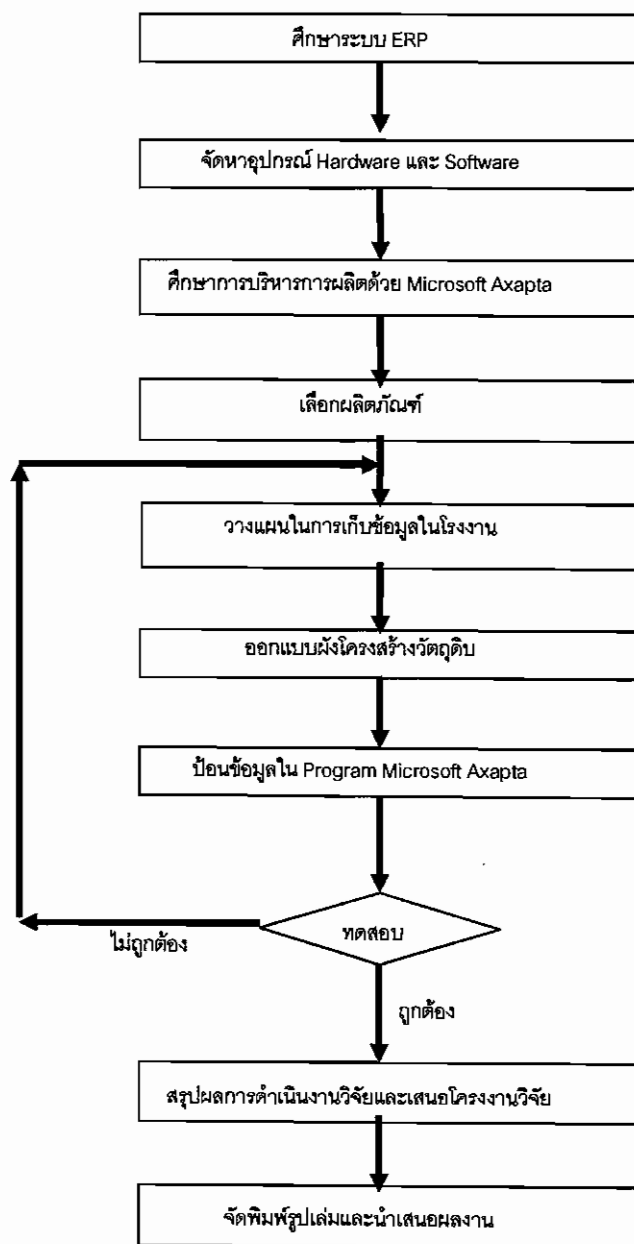 ศึกษาระบบ ERP
จัดหาอุปกรณ์ Hardware และ Software
ศึกษาการบริหารการผลิตด้วย Microsoft Axapta
เลือกผลิตภัณฑ์
วางแผนในการเก็บข้อมูลในโรงงาน
ออกแบบผังโครงสร้างวัตถุดิบ
ป้อนข้อมูลใน Program Microsoft Axapta
ทดสอบ
ไม่ถูกต้อง
ถูกต้อง
สรุปผลการดำเนินงานวิจัยและเสนอโครงงานวิจัย
จัดพิมพ์รูปเล่มและนำเสนอผลงาน